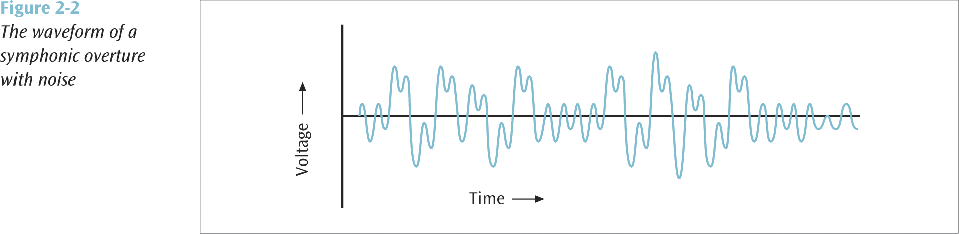 Figure 2-2
The waveform of a
symphonic overture
with noise
Voltage
Time